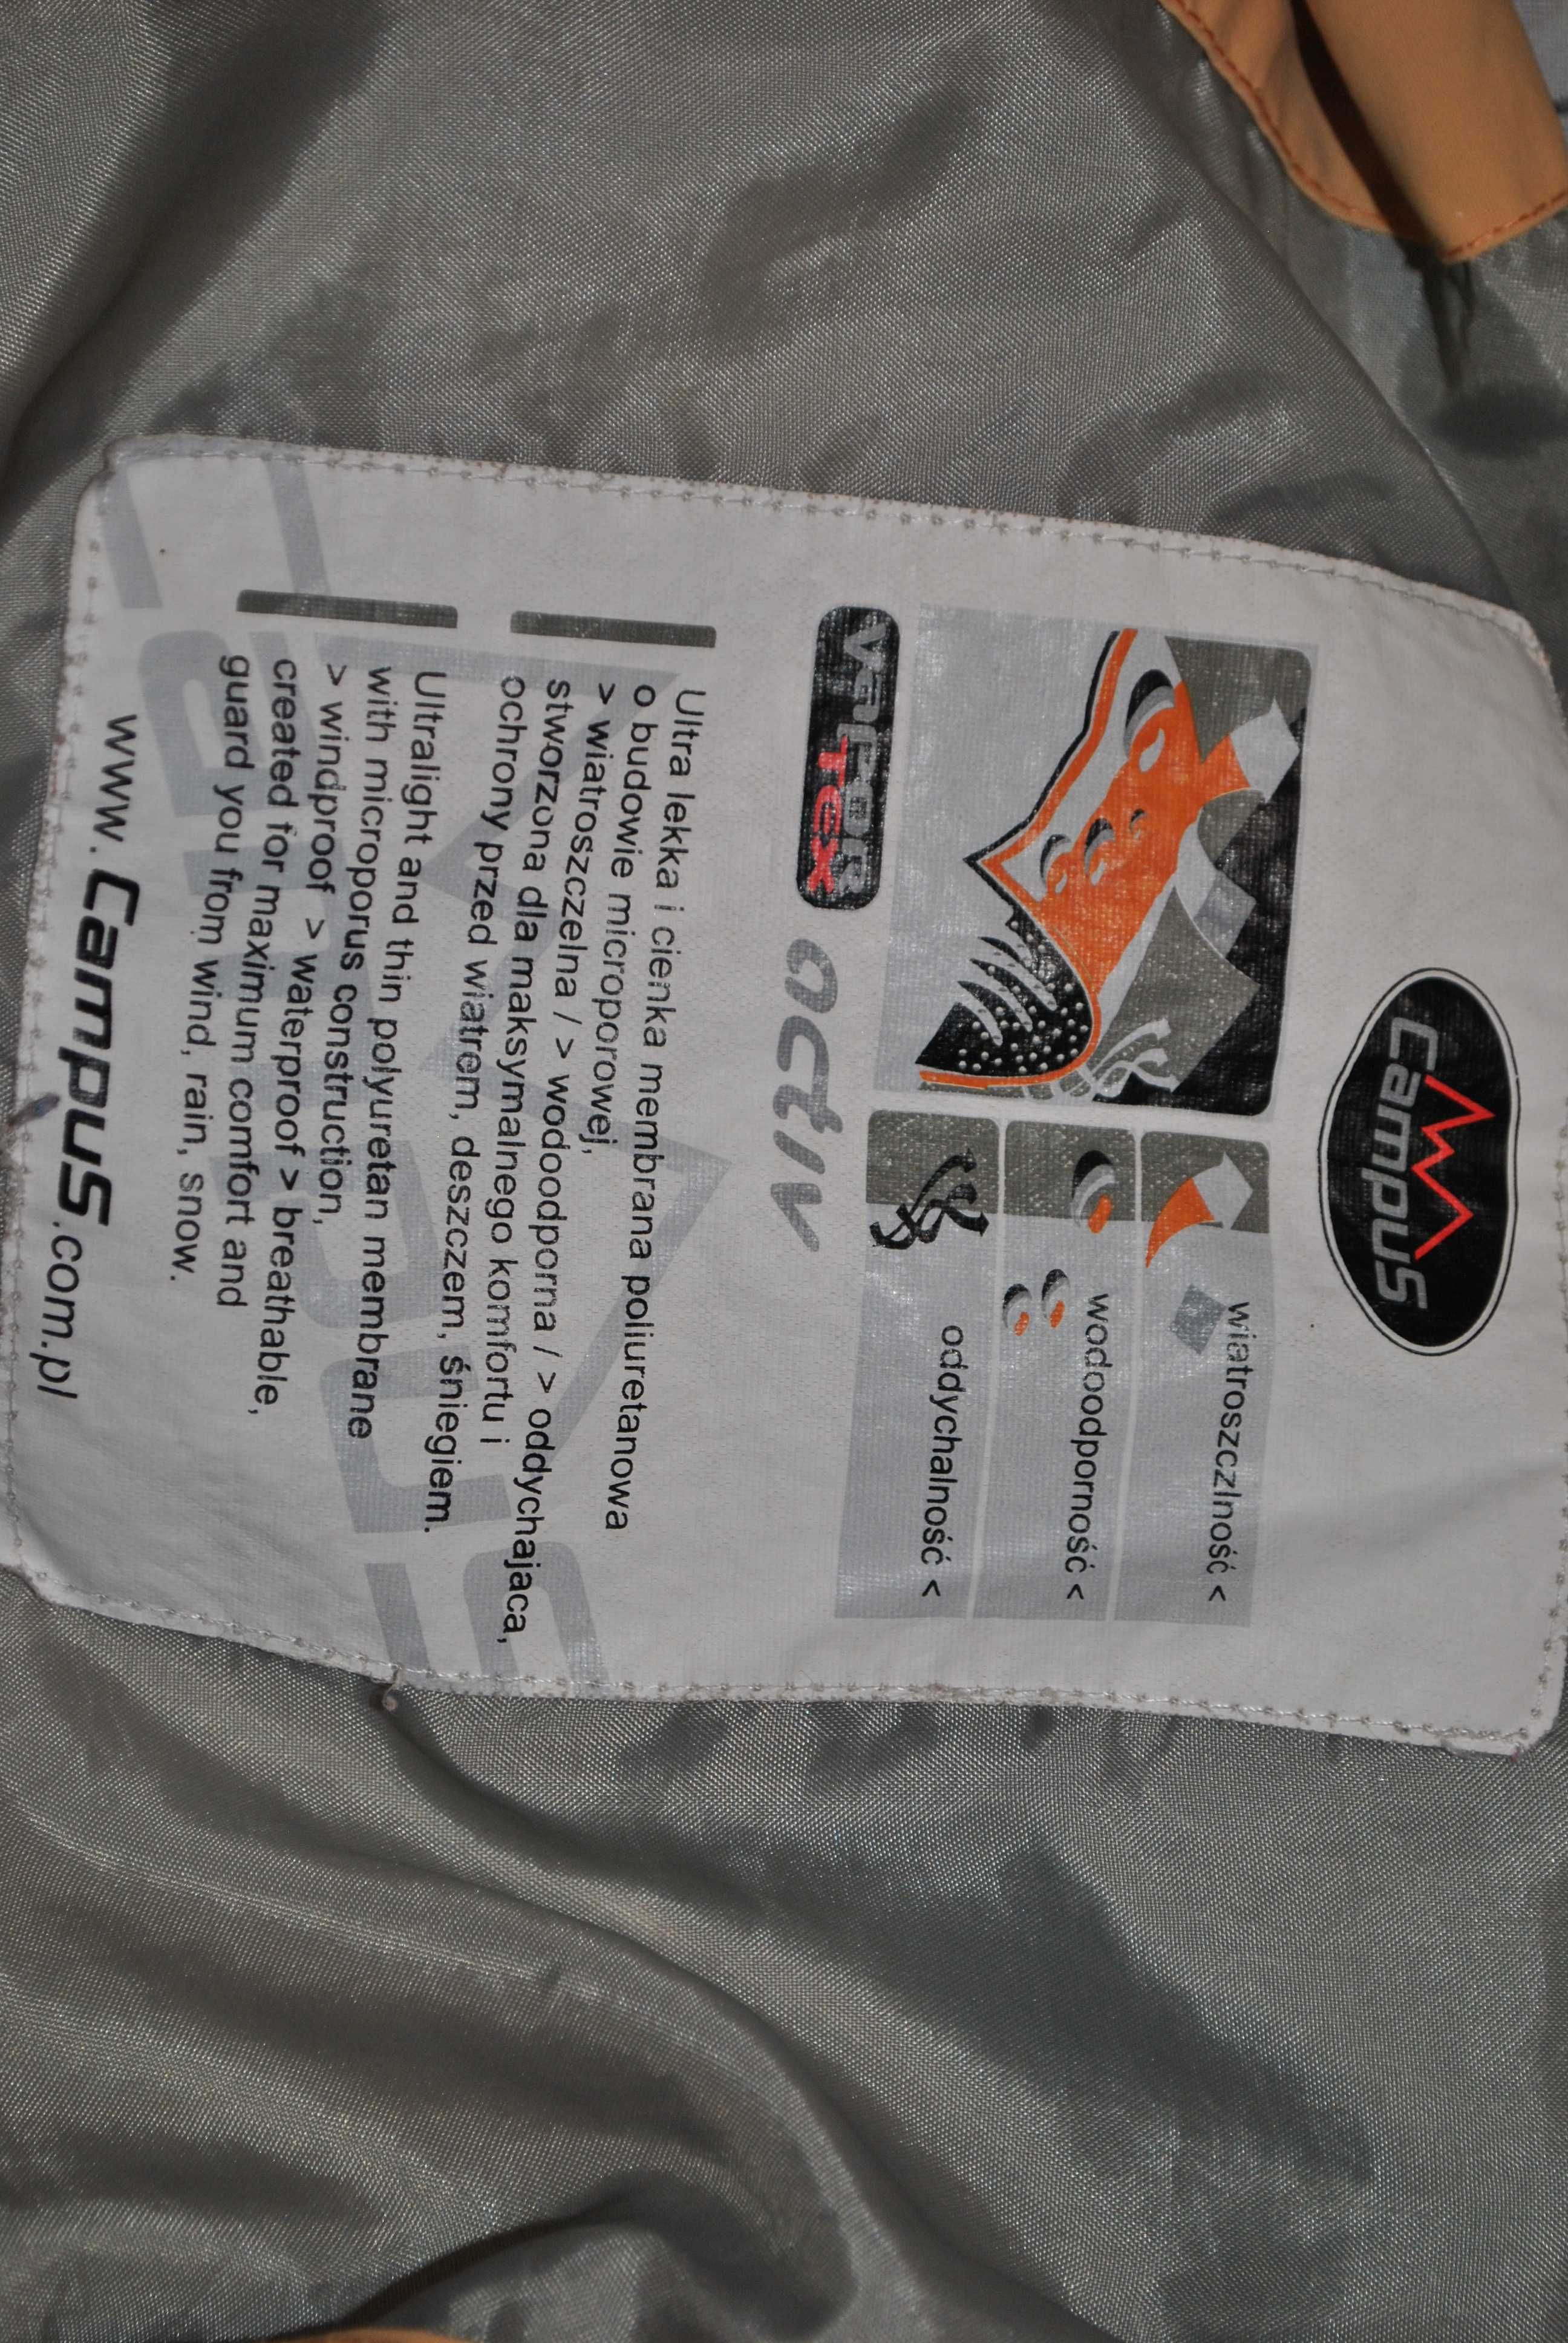 Campus
wiatroszczlność <
wodoodporność <
oddychalność <
Vapor
Tex
activ
Ultra lekka i cienka membrana poliuretanowa
o budowie microporowej,
> wiatroszczelna / > wodoodporna / > oddychajaca,
stworzona dla maksymalnego komfortu i
ochrony przed wiatrem, deszczem, śniegiem.
Ultralight and thin polyuretan membrane
with microporus construction,
> windproof > waterproof > breathable,
created for maximum comfort and
guard you from wind, rain, snow.
www.Campus.com.pl